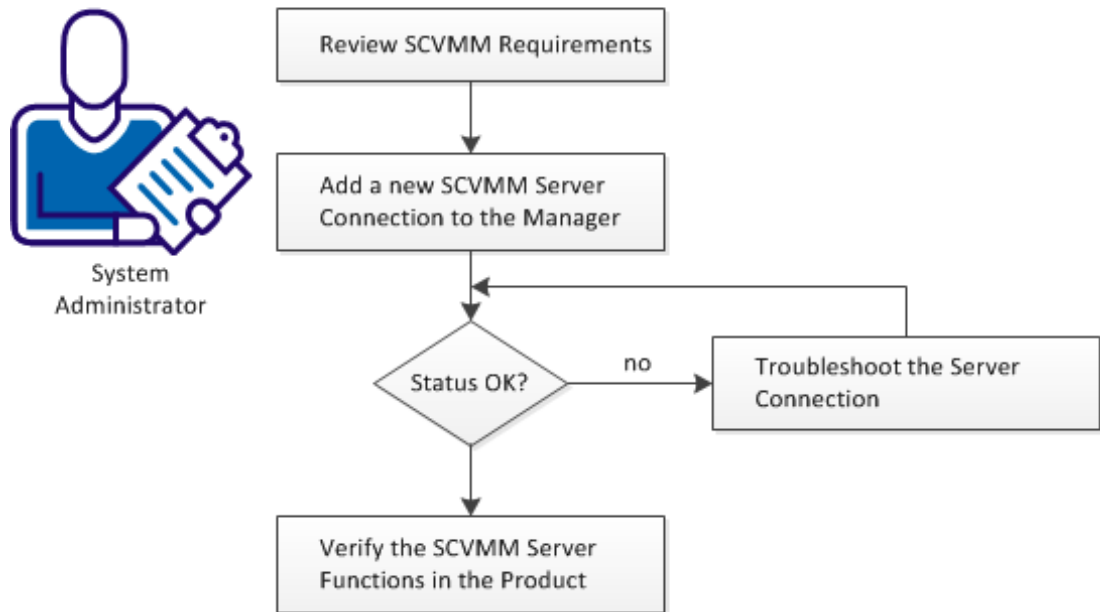 Review SCVMM Requirements
Add a new SCVMM Server
Connection to the Manager
System
Administrator
Status OK?
no
Troubleshoot the Server
Connection
Verify the SCVMM Server
Functions in the Product